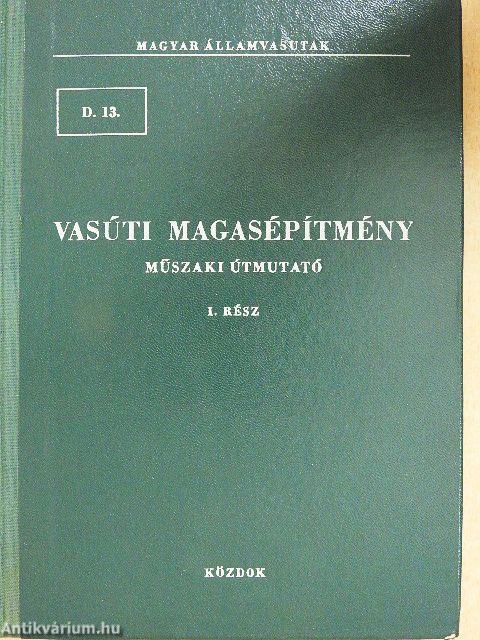 MAGYAR ÁLLAMVASUTAK
D. 13.
VASÚTI MAGASÉPÍTMÉNY
MŰSZAKI ÚTMUTATÓ
I. RÉSZ
KÖZDOK
Antikvárium.hu